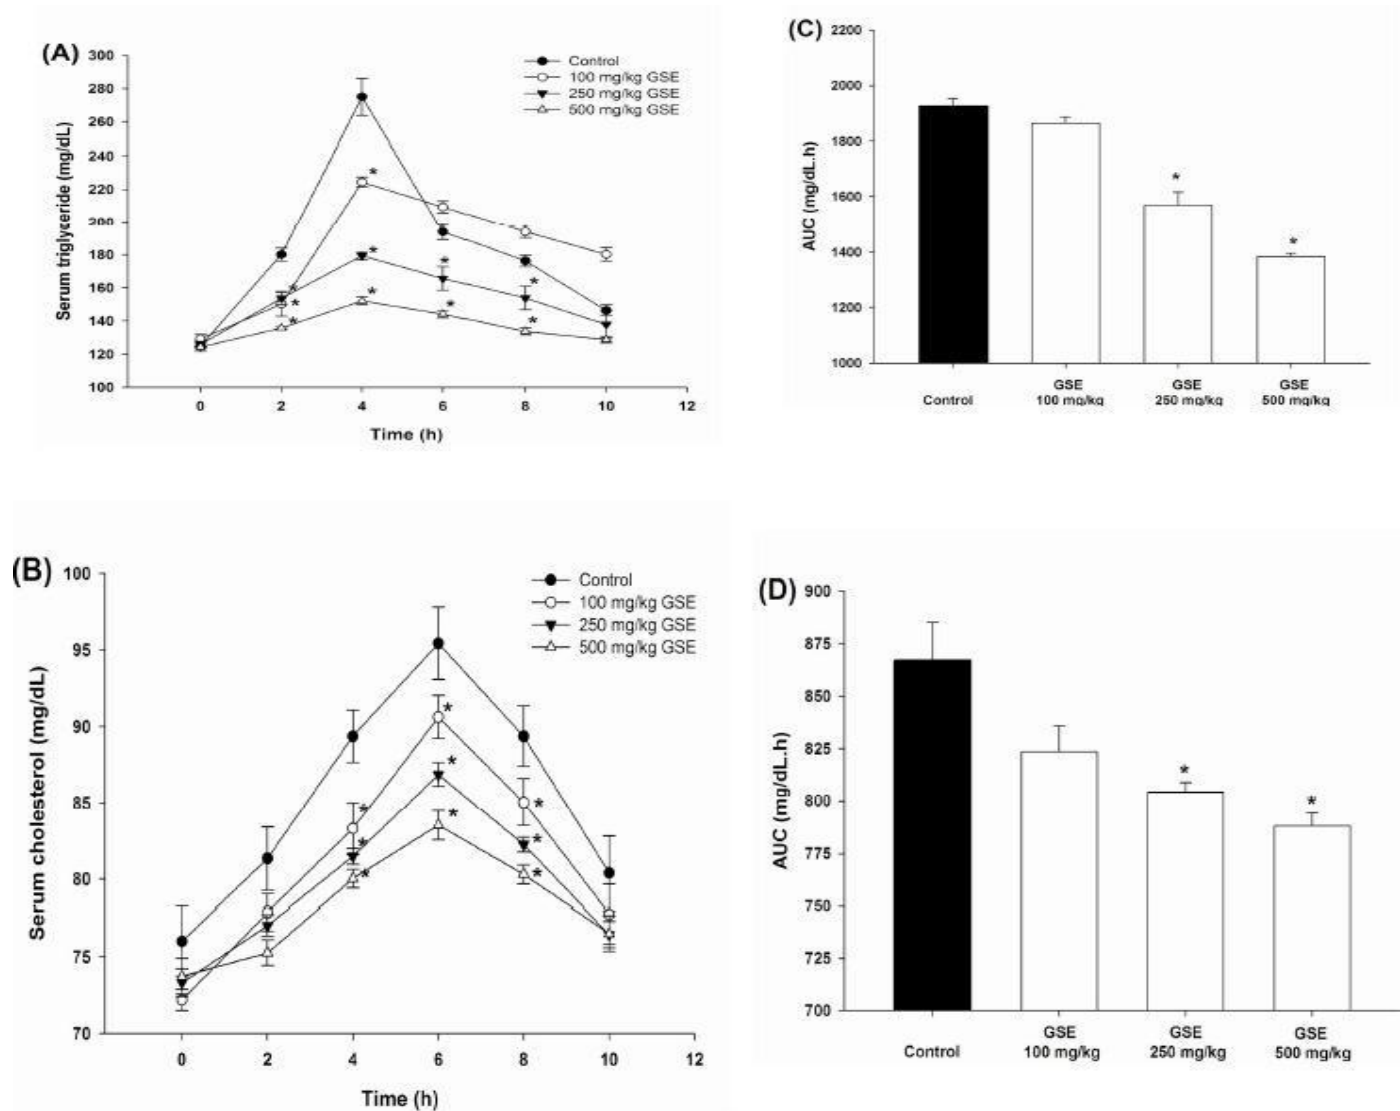 (A)
Control
100 mg/kg GSE
250 mg/kg GSE
500 mg/kg GSE
300
280
260
240
220
200
180
160
140
120
100
Serum triglyceride (mg/dL)
*
*
*
*
*
*
*
*
*
*
0 2 4 6 8 10 12
Time (h)
(C)
2200
2000
1800
1600
1400
1200
1000
AUC (mg/dL.h)
*
*
Control
GSE
100 mg/kg
GSE
250 mg/kg
GSE
500 mg/kg
(B)
Control
100 mg/kg GSE
250 mg/kg GSE
500 mg/kg GSE
100
95
90
85
80
75
70
Serum cholesterol (mg/dL)
*
*
*
*
*
*
*
*
*
0 2 4 6 8 10 12
Time (h)
(D)
900
875
850
825
800
775
750
725
700
AUC (mg/dL.h)
*
*
Control
GSE
100 mg/kg
GSE
250 mg/kg
GSE
500 mg/kg